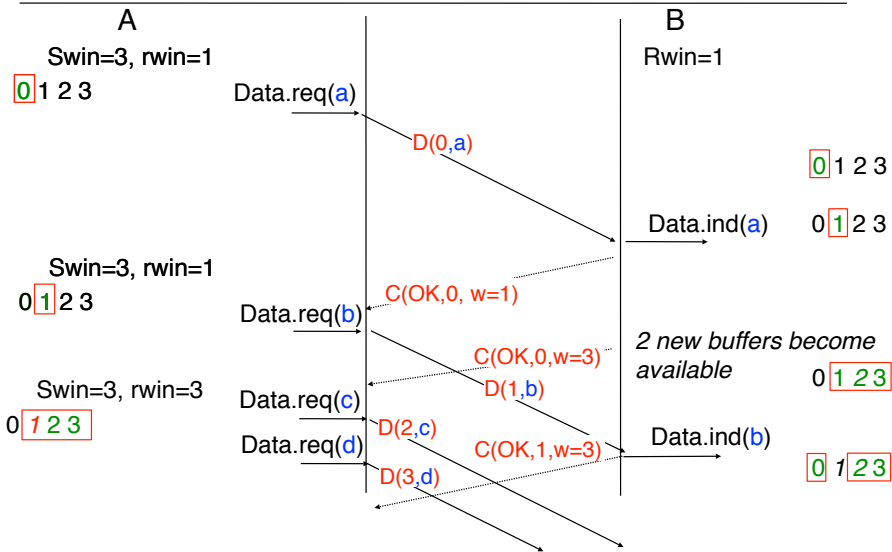 A
B
Swin=3, rwin=1
Rwin=1
0 1 2 3
Data.req(a)
D(0,a)
0 1 2 3
Data.ind(a)
0 1 2 3
Swin=3, rwin=1
0 1 2 3
C(OK,0, w=1)
Data.req(b)
2 new buffers become
available
C(OK,0,w=3)
0 1 2 3
D(1,b)
Swin=3, rwin=3
0 1 2 3
Data.req(c)
D(2,c)
Data.req(d)
C(OK,1,w=3)
Data.ind(b)
0 1 2 3
D(3,d)